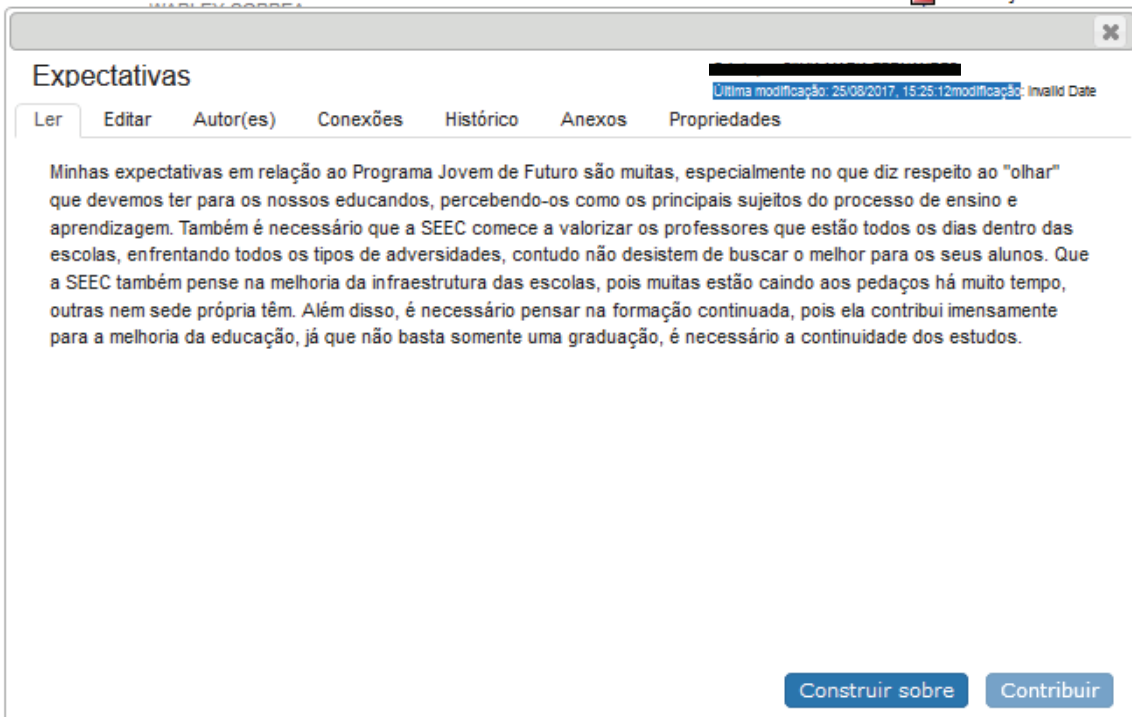 Expectativas
Última modificação: 25/08/2017, 15:25:12modificação: Invalid Date
Ler Editar Autor(es) Conexões Histórico Anexos Propriedades
Minhas expectativas em relação ao Programa Jovem de Futuro são muitas, especialmente no que diz respeito ao "olhar"
que devemos ter para os nossos educandos, percebendo-os como os principais sujeitos do processo de ensino e
aprendizagem. Também é necessário que a SEEC comece a valorizar os professores que estão todos os dias dentro das
escolas, enfrentando todos os tipos de adversidades, contudo não desistem de buscar o melhor para os seus alunos. Que
a SEEC também pense na melhoria da infraestrutura das escolas, pois muitas estão caindo aos pedaços há muito tempo,
outras nem sede própria têm. Além disso, é necessário pensar na formação continuada, pois ela contribui imensamente
para a melhoria da educação, já que não basta somente uma graduação, é necessário a continuidade dos estudos.
Construir sobre Contribuir